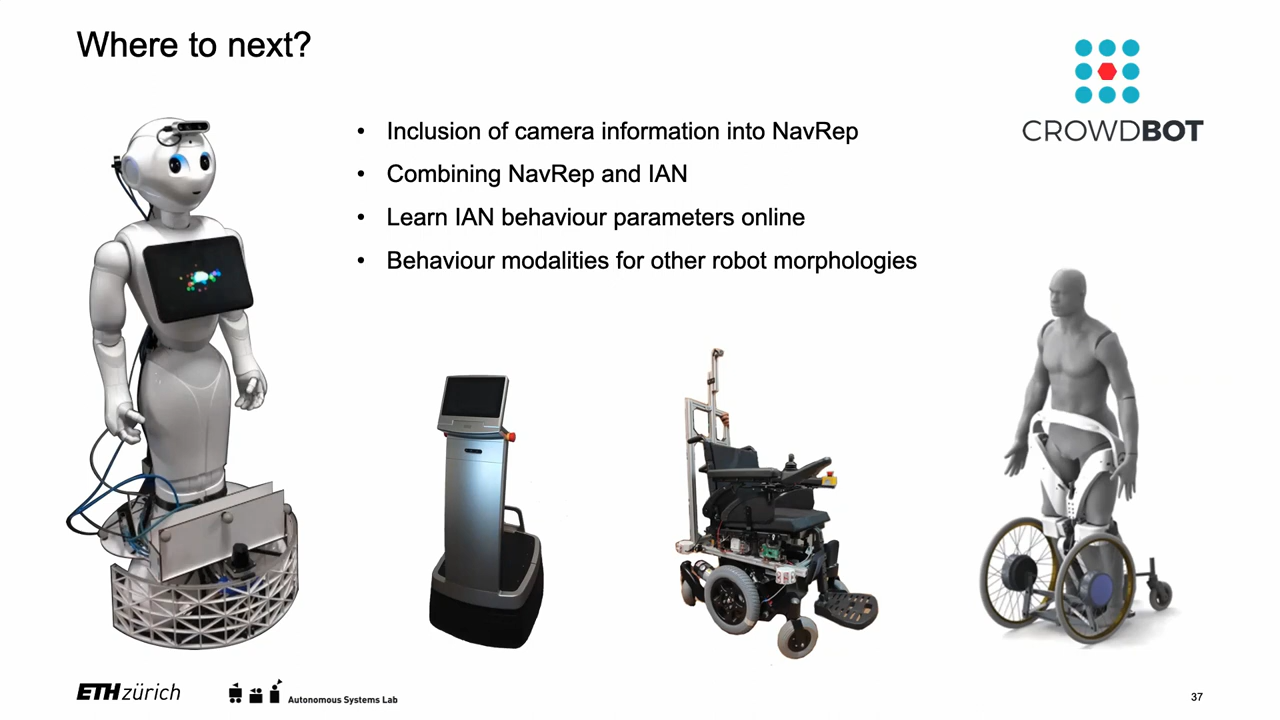 Where to next?
CROWDBOT
• Inclusion of camera information into NavRep
• Combining NavRep and IAN
• Learn IAN behaviour parameters online
• Behaviour modalities for other robot morphologies
ETH zürich
Autonomous Systems Lab
37